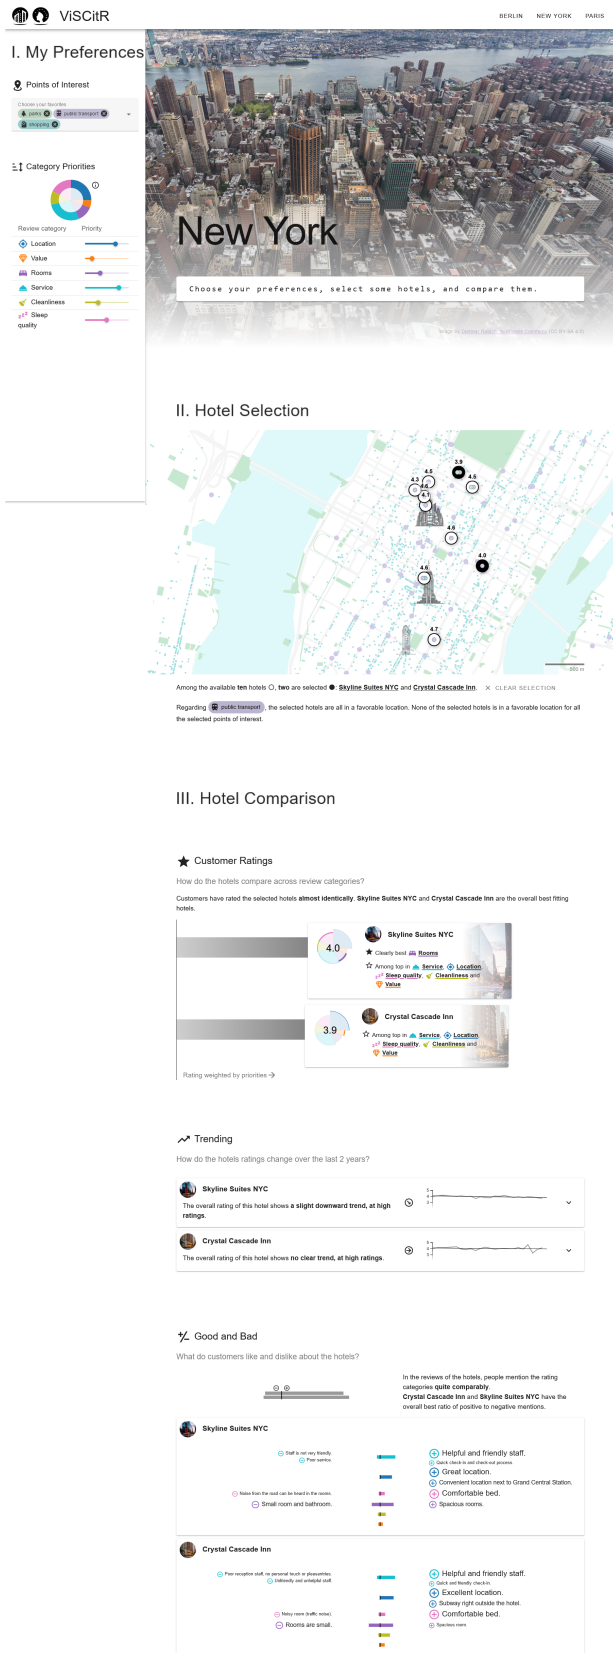 ViSCitR
BERLIN NEW YORK PARIS
I. My Preferences
Points of Interest
Choose your favorites
parks
public transport
shopping
Category Priorities
Review category Priority
Location
Value
Rooms
Service
Cleanliness
Sleep
quality
New York
Choose your preferences, select some hotels, and compare them.
II. Hotel Selection
3.9
4.5
4.3
4.6
4.5
4.1
4.6
4.0
4.6
4.7
Among the available ten hotels, two are selected: Skyline Suites NYC and Crystal Cascade Inn. CLEAR SELECTION
Regarding public transport, the selected hotels are all in a favorable location. None of the selected hotels is in a favorable location for all
the selected points of interest.
III. Hotel Comparison
Customer Ratings
How do the hotels compare across review categories?
Customers have rated the selected hotels almost identically. Skyline Suites NYC and Crystal Cascade Inn are the overall best fitting
hotels.
4.0
Skyline Suites NYC
Clearly best Rooms
Among top in Service, Location,
Sleep quality, Cleanliness and
Value
3.9
Crystal Cascade Inn
Among top in Service, Location,
Sleep quality, Cleanliness and
Value
Rating weighted by priorities
Trending
How do the hotels ratings change over the last 2 years?
Skyline Suites NYC
The overall rating of this hotel shows a slight downward trend, at high
ratings.
5
4
3
Crystal Cascade Inn
The overall rating of this hotel shows no clear trend, at high ratings.
5
4
3
Good and Bad
What do customers like and dislike about the hotels?
In the reviews of the hotels, people mention the rating
categories quite comparably.
Crystal Cascade Inn and Skyline Suites NYC have the
overall best ratio of positive to negative mentions.
Skyline Suites NYC
Staff is not very friendly.
Poor service.
Helpful and friendly staff.
Quick check-in and check-out process.
Great location.
Convenient location next to Grand Central Station.
Noise from the road can be heard in the rooms.
Comfortable bed.
Small room and bathroom.
Spacious rooms.
Crystal Cascade Inn
Poor reception staff, no personal touch or pleasantries.
Unfriendly and unhelpful staff.
Helpful and friendly staff.
Quick and friendly check-in.
Excellent location.
Subway right outside the hotel.
Noisy room (traffic noise).
Comfortable bed.
Rooms are small.
Spacious room.